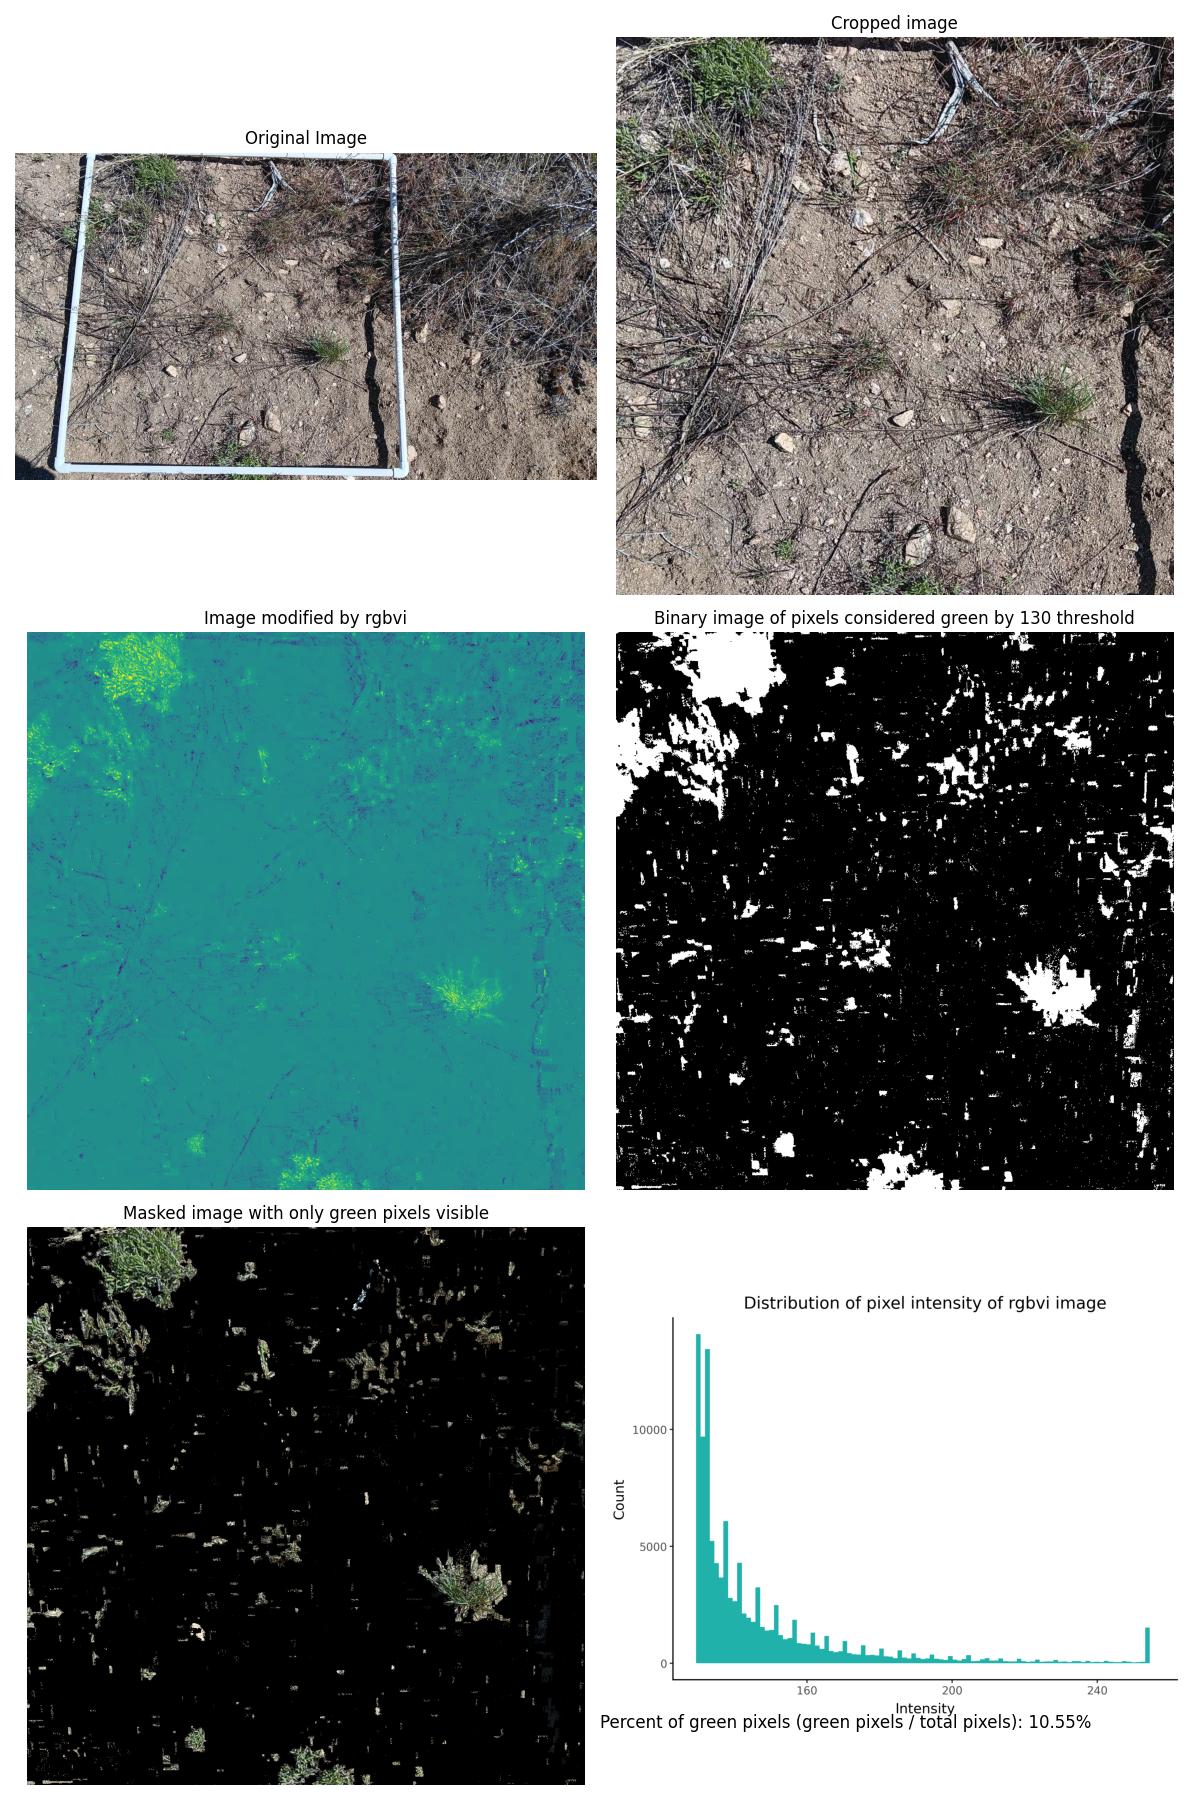 Cropped image
Original Image
Image modified by rgbvi
Binary image of pixels considered green by 130 threshold
Masked image with only green pixels visible
Distribution of pixel intensity of rgbvi image
10000
5000
0
Count
160
200
240
Intensity
Percent of green pixels (green pixels / total pixels): 10.55%